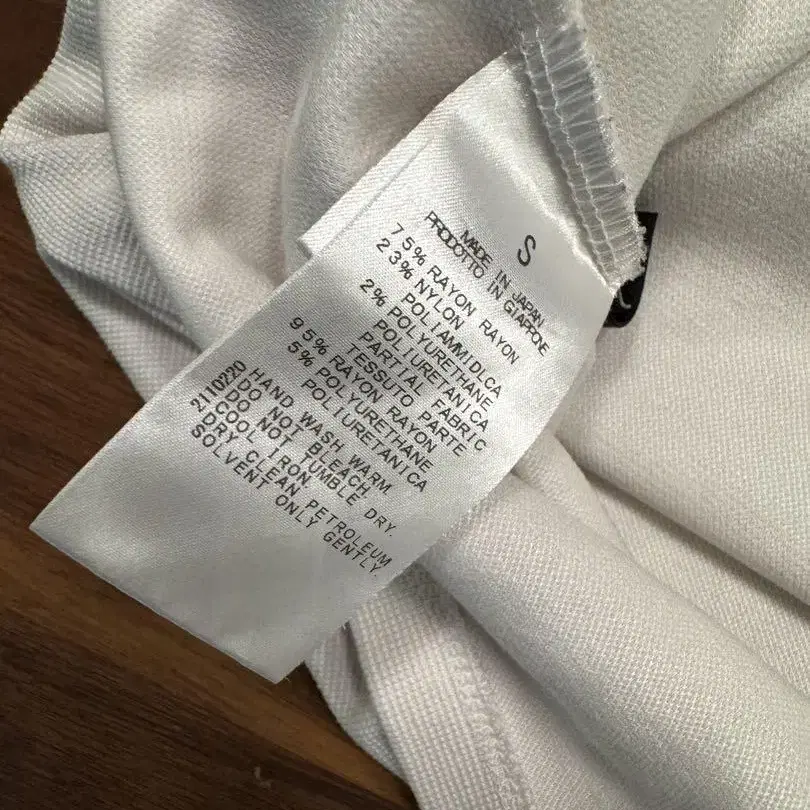 S
MADE IN JAPAN
PRODOTTO IN GIAPPONE
75% RAYON RAYON
23% NYLON
POLIAMMIDLCA
2% POLYURETHANE
POLIURETANICA
PARTIAL FABRIC
TESSUTO PARTE
95% RAYON RAYON
5% POLYURETHANE
POLIURETANICA
2110220 HAND WASH WARM.
DO NOT BLEACH
DO NOT TUMBLE DRY.
COOL IRON
DRY CLEAN PETROLEUM
SOLVENT ONLY GENTLY.